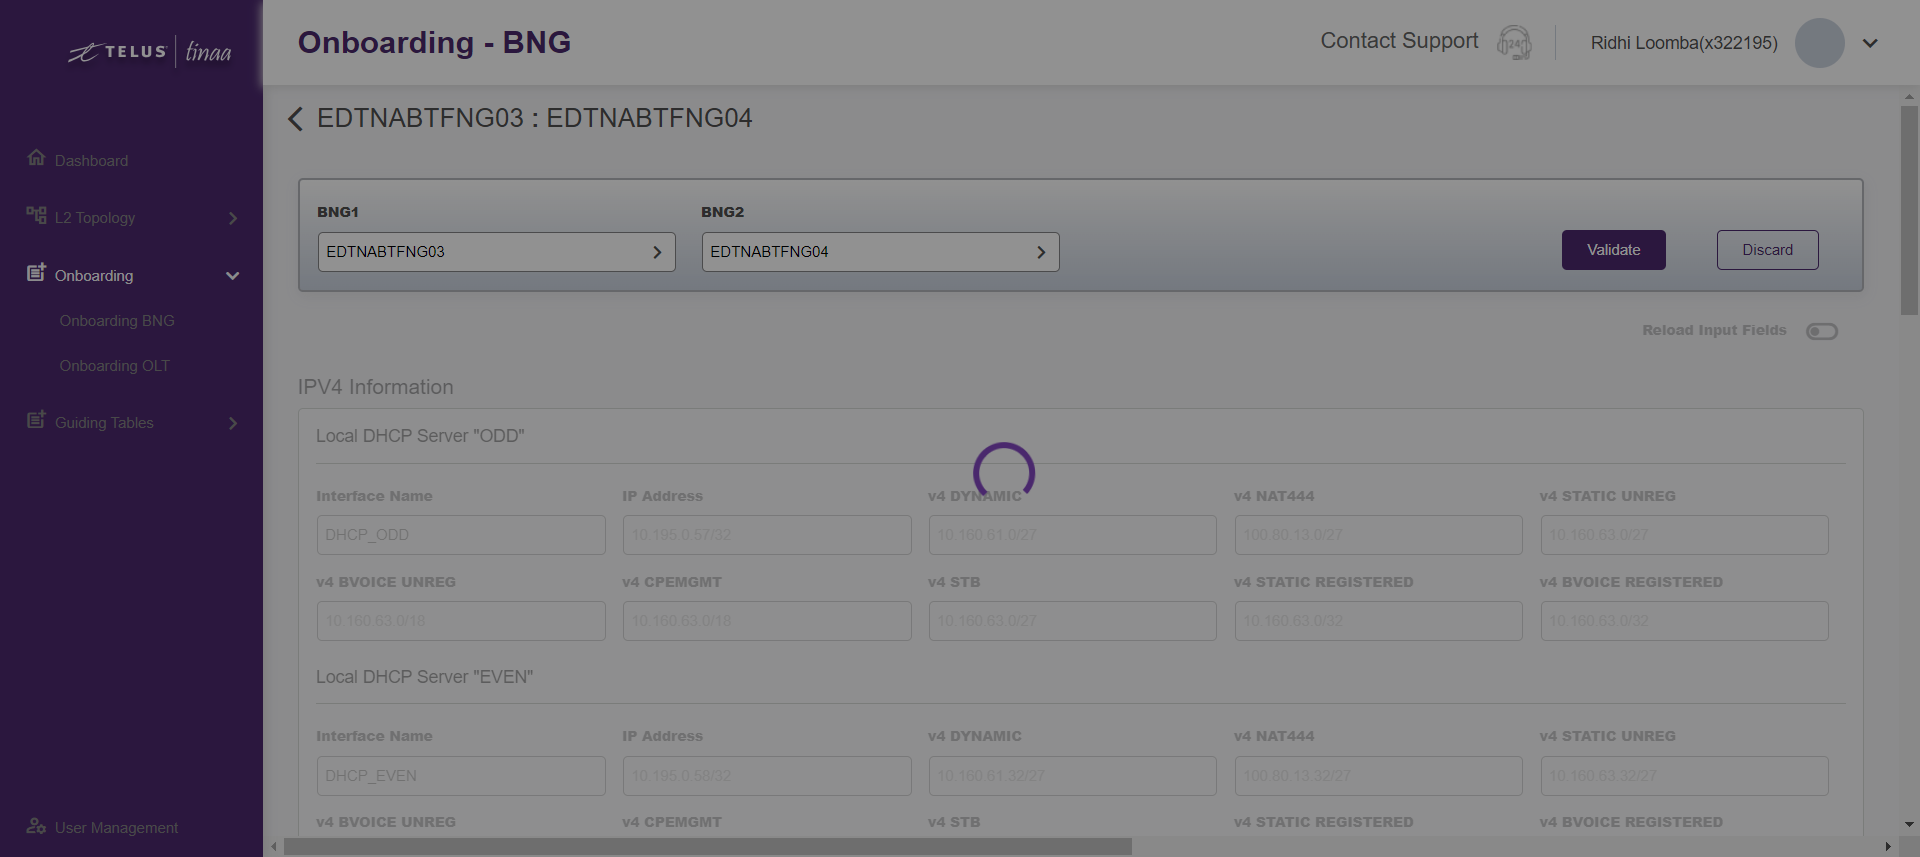 TELUS tinaa
Onboarding - BNG
Contact Support
24
Ridhi Loomba(x322195)
EDTNABTFNG03 : EDTNABTFNG04
Dashboard
L2 Topology
Onboarding
Onboarding BNG
Onboarding OLT
Guiding Tables
User Management
BNG1 BNG2
EDTNABTFNG03 EDTNABTFNG04 Validate Discard
Reload Input Fields
IPV4 Information
Local DHCP Server "ODD"
Interface Name IP Address v4 DYNAMIC v4 NAT444 v4 STATIC UNREG
DHCP_ODD 10.195.0.57/32 10.160.61.0/27 100.80.13.0/27 10.160.63.0/27
v4 BVOICE UNREG v4 CPEMGMT v4 STB v4 STATIC REGISTERED v4 BVOICE REGISTERED
10.160.63.0/18 10.160.63.0/18 10.160.63.0/27 10.160.63.0/32 10.160.63.0/32
Local DHCP Server "EVEN"
Interface Name IP Address v4 DYNAMIC v4 NAT444 v4 STATIC UNREG
DHCP_EVEN 10.195.0.58/32 10.160.61.32/27 100.80.13.32/27 10.160.63.32/27
v4 BVOICE UNREG v4 CPEMGMT v4 STB v4 STATIC REGISTERED v4 BVOICE REGISTERED